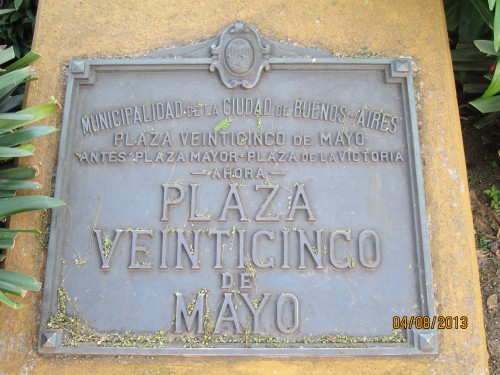 MUNICIPALIDAD DE LA CIUDAD DE BUENOS-AIRES
PLAZA VEINTICINCO DE MAYO
ANTES PLAZA MAYOR-PLAZA DE LA VICTORIA
-AHORA-
PLAZA
VEINTICINCO
DE
MAYO
04/08/2013